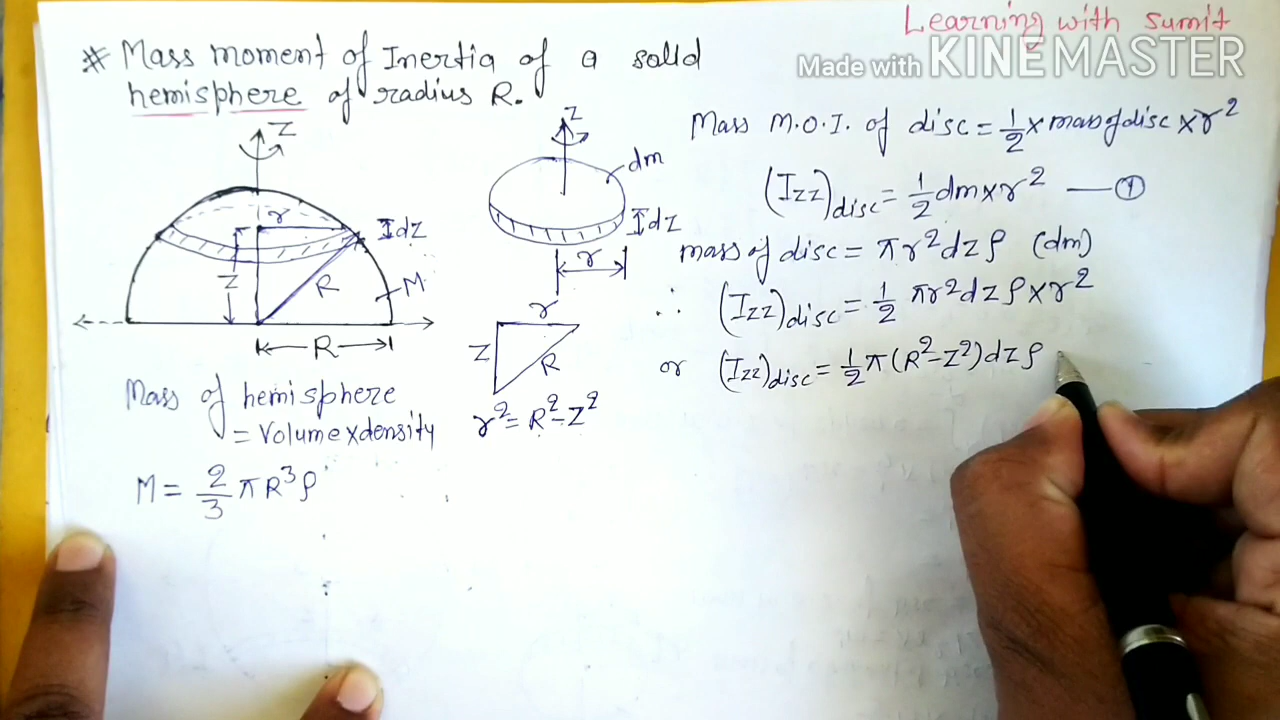 Learning with sumit
Made with KINEMASTER
* Mass moment of Inertia of a solid
hemisphere of radius R.
Z
r
dz
Z
R
M
R
Z
dm
dz
r
r
Z
R
r² = R² - Z²
Mass of hemisphere
= Volume x density
M = 2/3 π R³ ρ
Mass M.O.I. of disc = 1/2 x mass of disc x r²
(Izz)disc = 1/2 dm x r² — ①
mass of disc = π r² dz ρ (dm)
∴ (Izz)disc = 1/2 π r² dz ρ x r²
or (Izz)disc = 1/2 π (R² - Z²) dz ρ